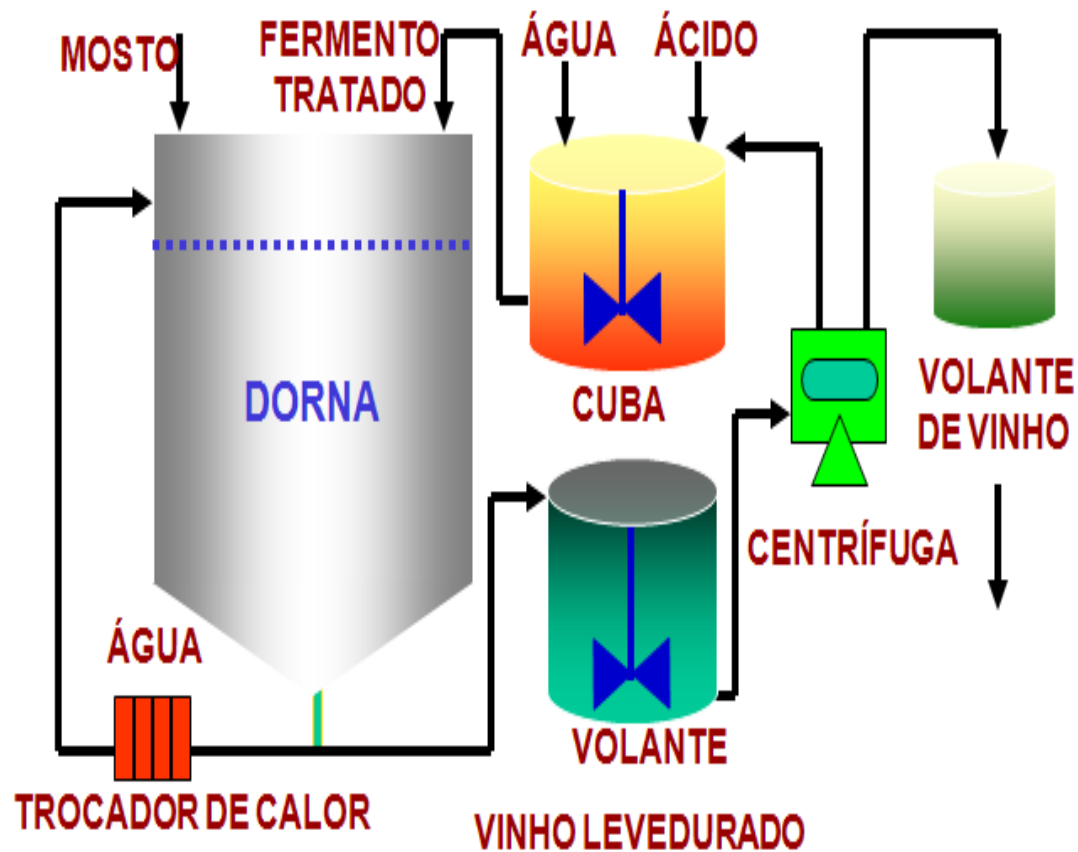 MOSTO
FERMENTO
TRATADO
ÁGUA
ÁCIDO
DORNA
CUBA
VOLANTE
DE VINHO
CENTRÍFUGA
ÁGUA
VOLANTE
TROCADOR DE CALOR
VINHO LEVEDURADO